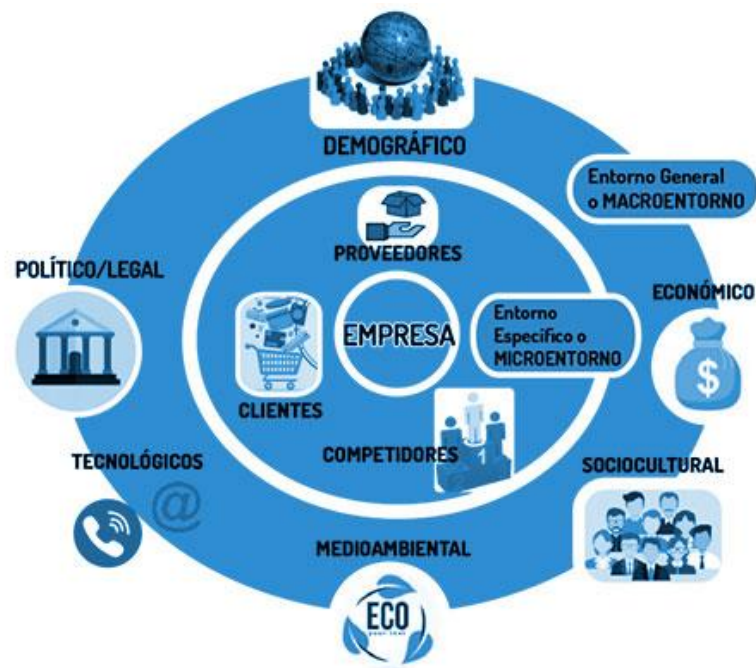 DEMOGRÁFICO
Entorno General
o MACROENTORNO
PROVEEDORES
POLÍTICO/LEGAL
ECONÓMICO
EMPRESA
Entorno
Específico o
MICROENTORNO
$
CLIENTES
COMPETIDORES
TECNOLÓGICOS
SOCIOCULTURAL
@
MEDIOAMBIENTAL
ECO